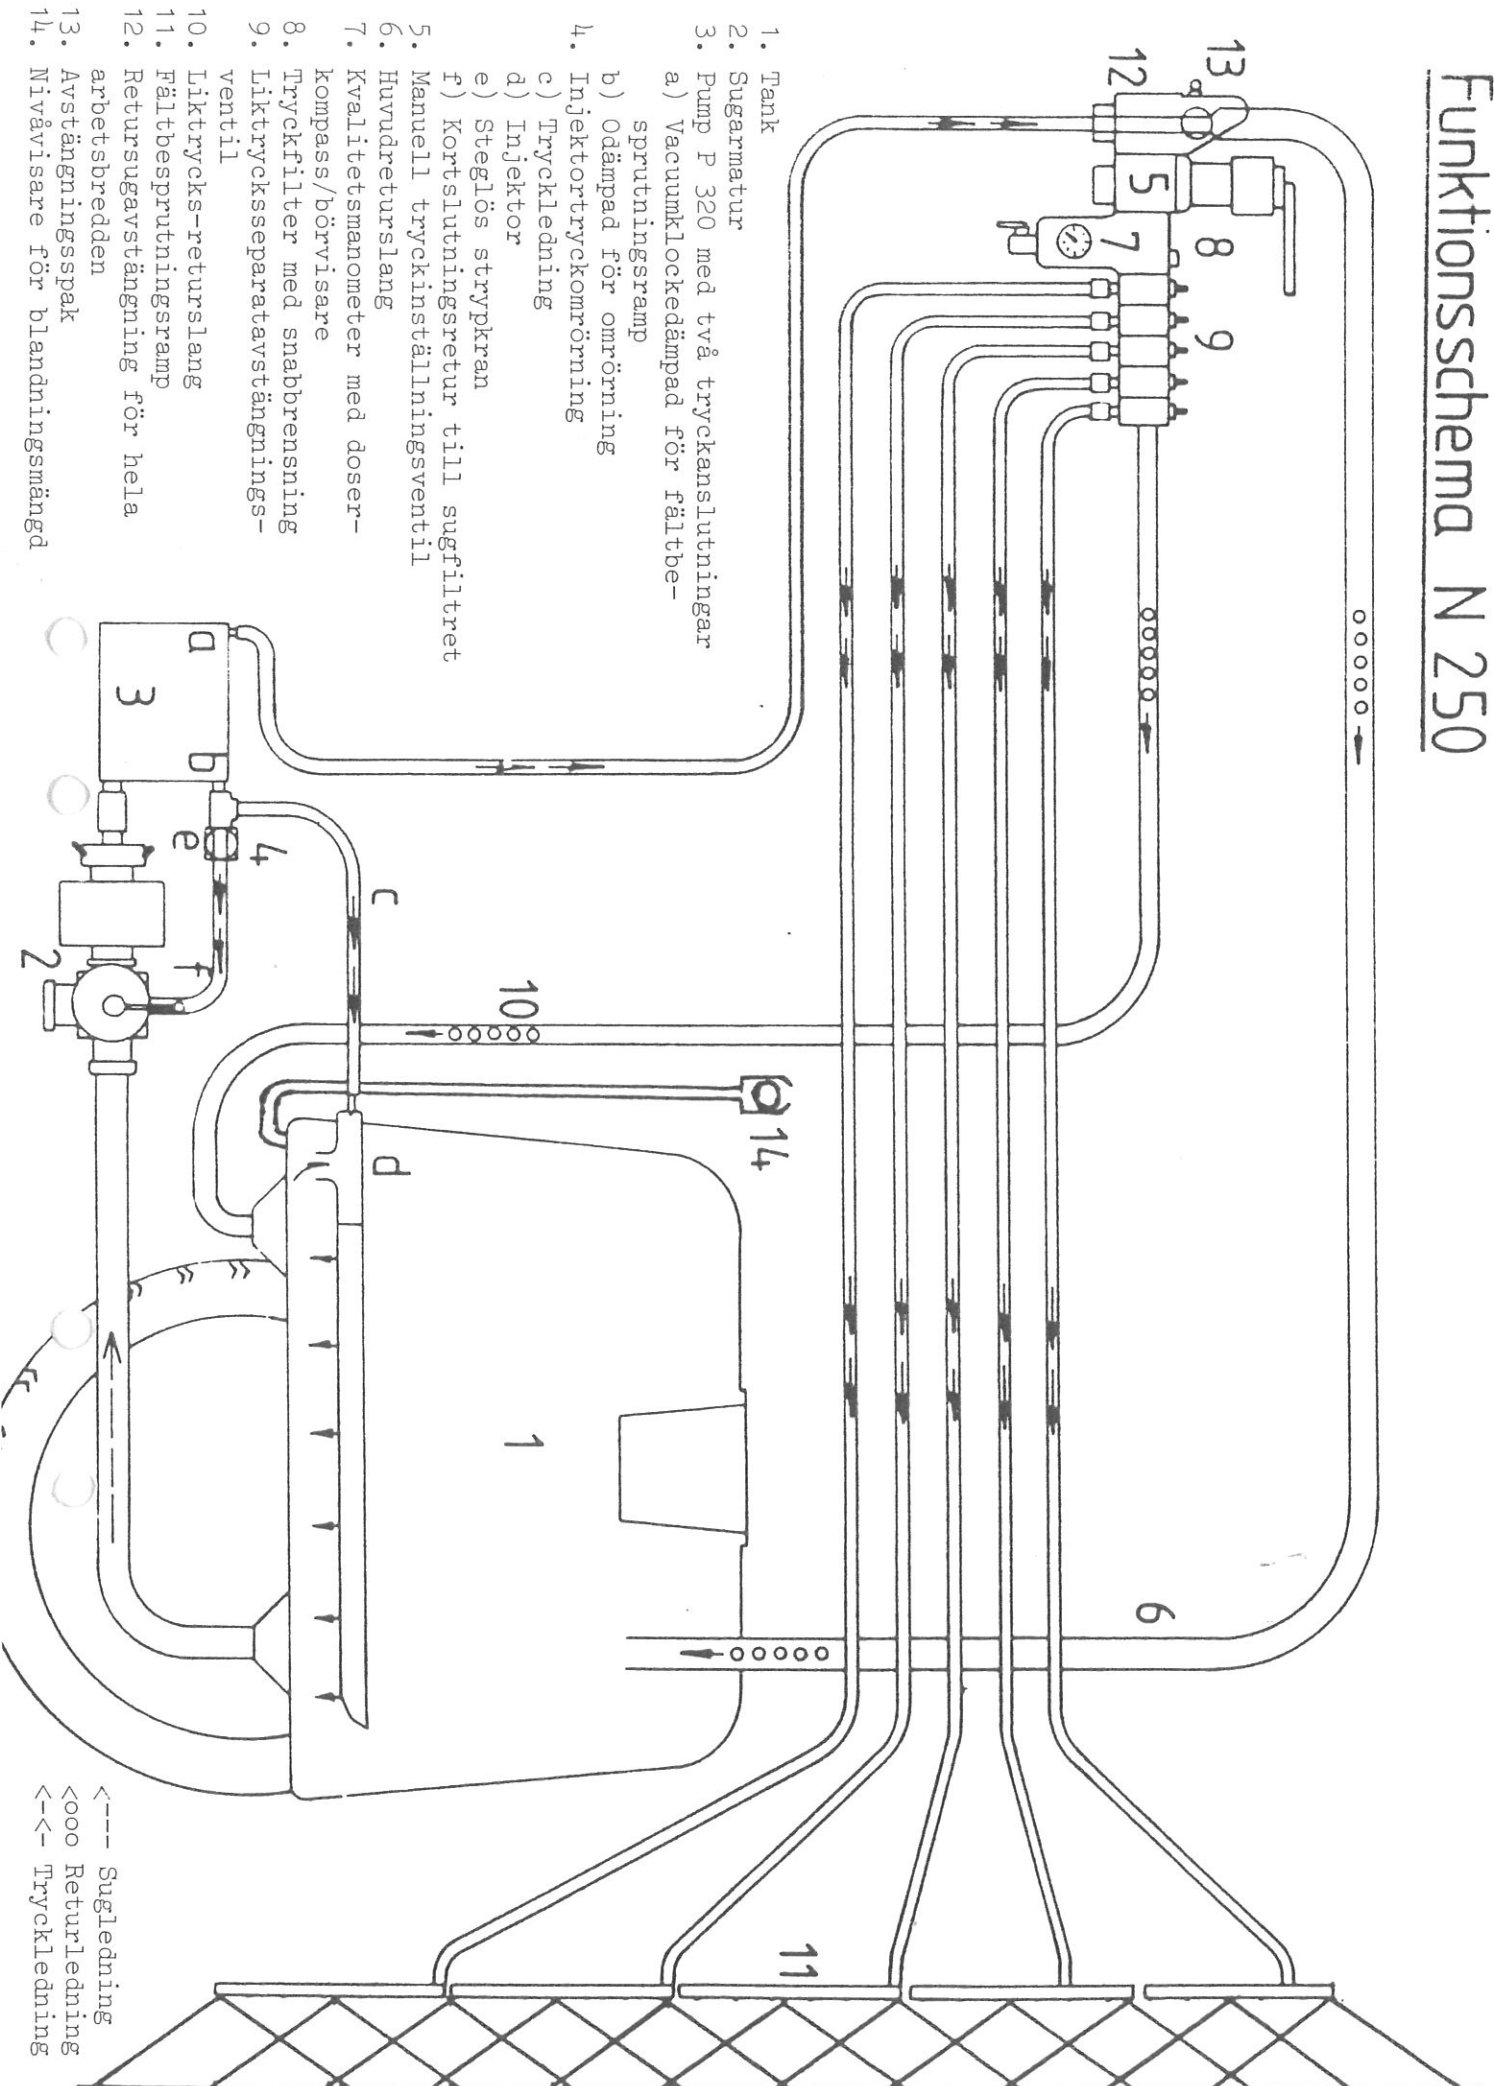 Funktionsschema N 250
13
12
5
7
8
9
6
10
14
11
1
a
b
3
e
4
c
f
2
d
1. Tank
2. Sugarmatur
3. Pump P 320 med två tryckanslutningar
a) Vacuumklockedämpad för fältbe-
sprutningsramp
b) Odämpad för omrörning
4. Injektortryckomrörning
c) Tryckledning
d) Injektor
e) Steglös strypkran
f) Kortslutningsretur till sugfiltret
5. Manuell tryckinställningsventil
6. Huvudreturslang
7. Kvalitetsmanometer med doser-
kompass/börvisare
8. Tryckfilter med snabbrensning
9. Liktrycksseparatavstängnings-
ventil
10. Liktrycks-returslang
11. Fältbesprutningsramp
12. Retursugavstängning för hela
arbetsbredden
13. Avstängningsspak
14. Nivåvisare för blandningsmängd
<--- Sugledning
<ooo Returledning
<-<- Tryckledning